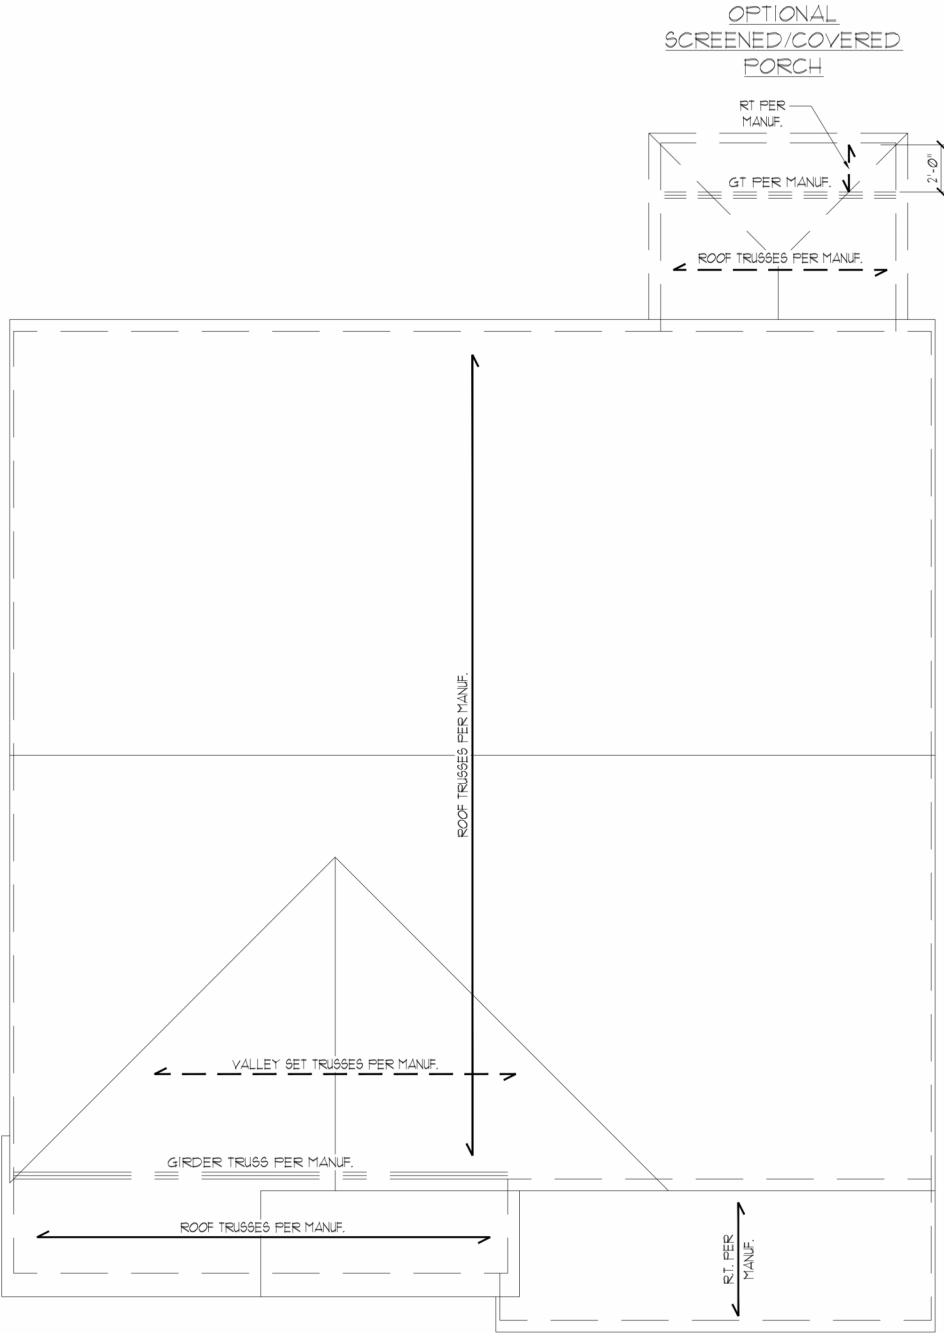 OPTIONAL
SCREENED/COVERED
PORCH
RT PER
MANUF.
2'-0"
GT PER MANUF.
ROOF TRUSSES PER MANUF.
ROOF TRUSSES PER MANUF.
VALLEY SET TRUSSES PER MANUF.
GIRDER TRUSS PER MANUF.
ROOF TRUSSES PER MANUF.
R.T. PER
MANUF.